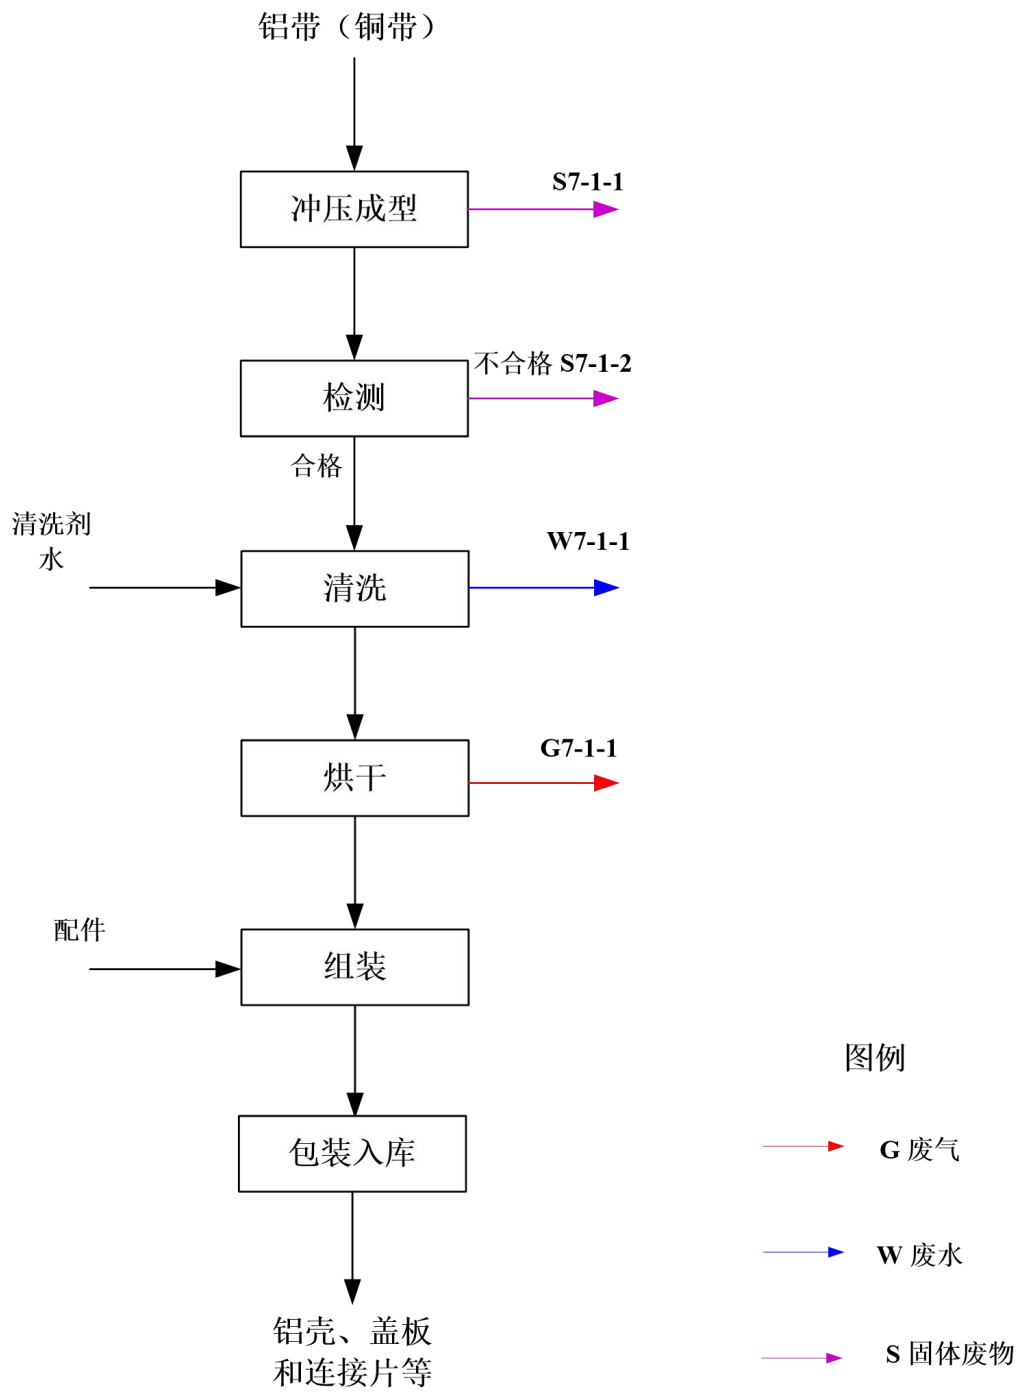 铝带（铜带）
S7-1-1
冲压成型
不合格 S7-1-2
检测
合格
清洗剂
水
W7-1-1
清洗
G7-1-1
烘干
配件
组装
包装入库
铝壳、盖板
和连接片等
图例
G 废气
W 废水
S 固体废物